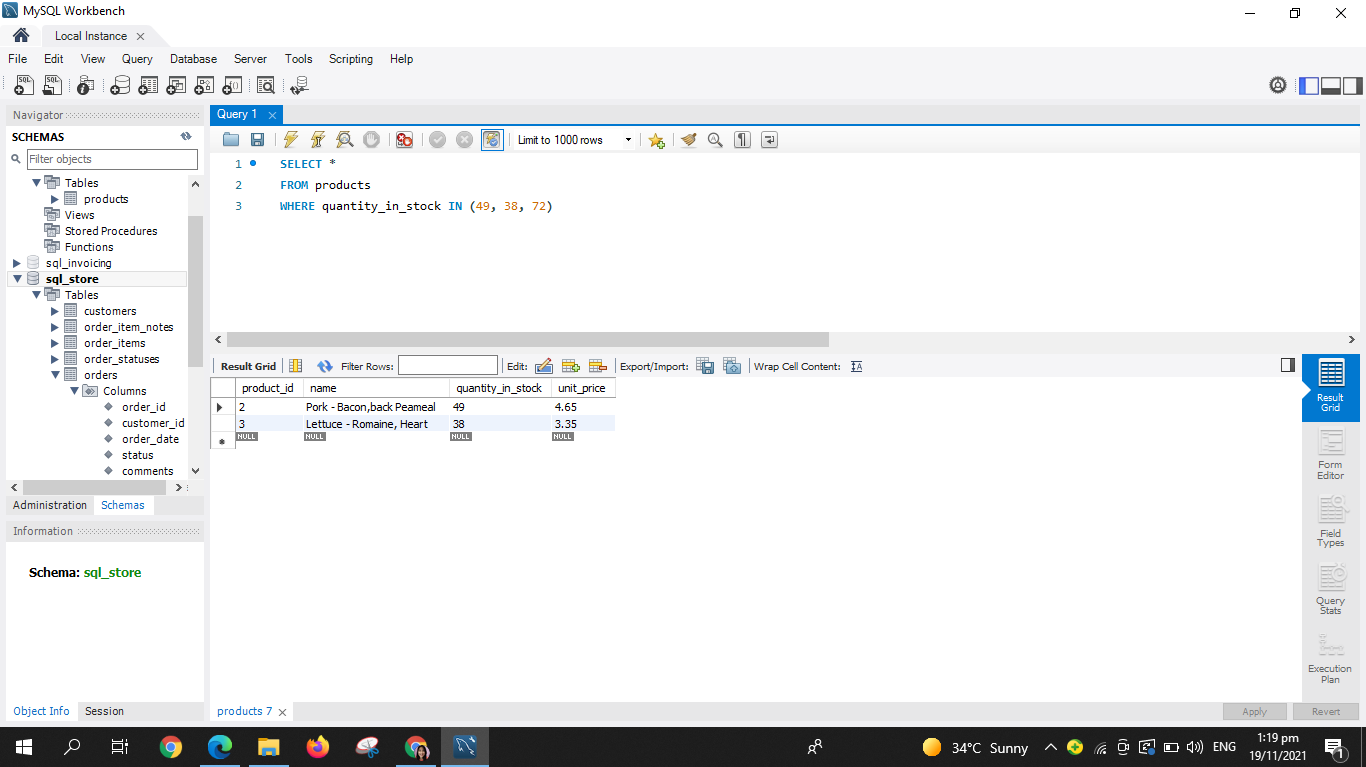 MySQL Workbench
Local Instance
File Edit View Query Database Server Tools Scripting Help
Navigator
SCHEMAS
Filter objects
Tables
products
Views
Stored Procedures
Functions
sql_invoicing
sql_store
Tables
customers
order_item_notes
order_items
order_statuses
orders
Columns
order_id
customer_id
order_date
status
comments
Administration Schemas
Information
Schema: sql_store
Object Info Session
Query 1
Limit to 1000 rows
1 SELECT *
2 FROM products
3 WHERE quantity_in_stock IN (49, 38, 72)
Result Grid Filter Rows: Edit: Export/Import: Wrap Cell Content: IA
product_id name quantity_in_stock unit_price
2 Pork - Bacon,back Peameal 49 4.65
3 Lettuce - Romaine, Heart 38 3.35
NULL NULL NULL NULL
Result
Grid
Form
Editor
Field
Types
Query
Stats
Execution
Plan
products 7
Apply Revert
34°C Sunny
ENG
1:19 pm
19/11/2021
1